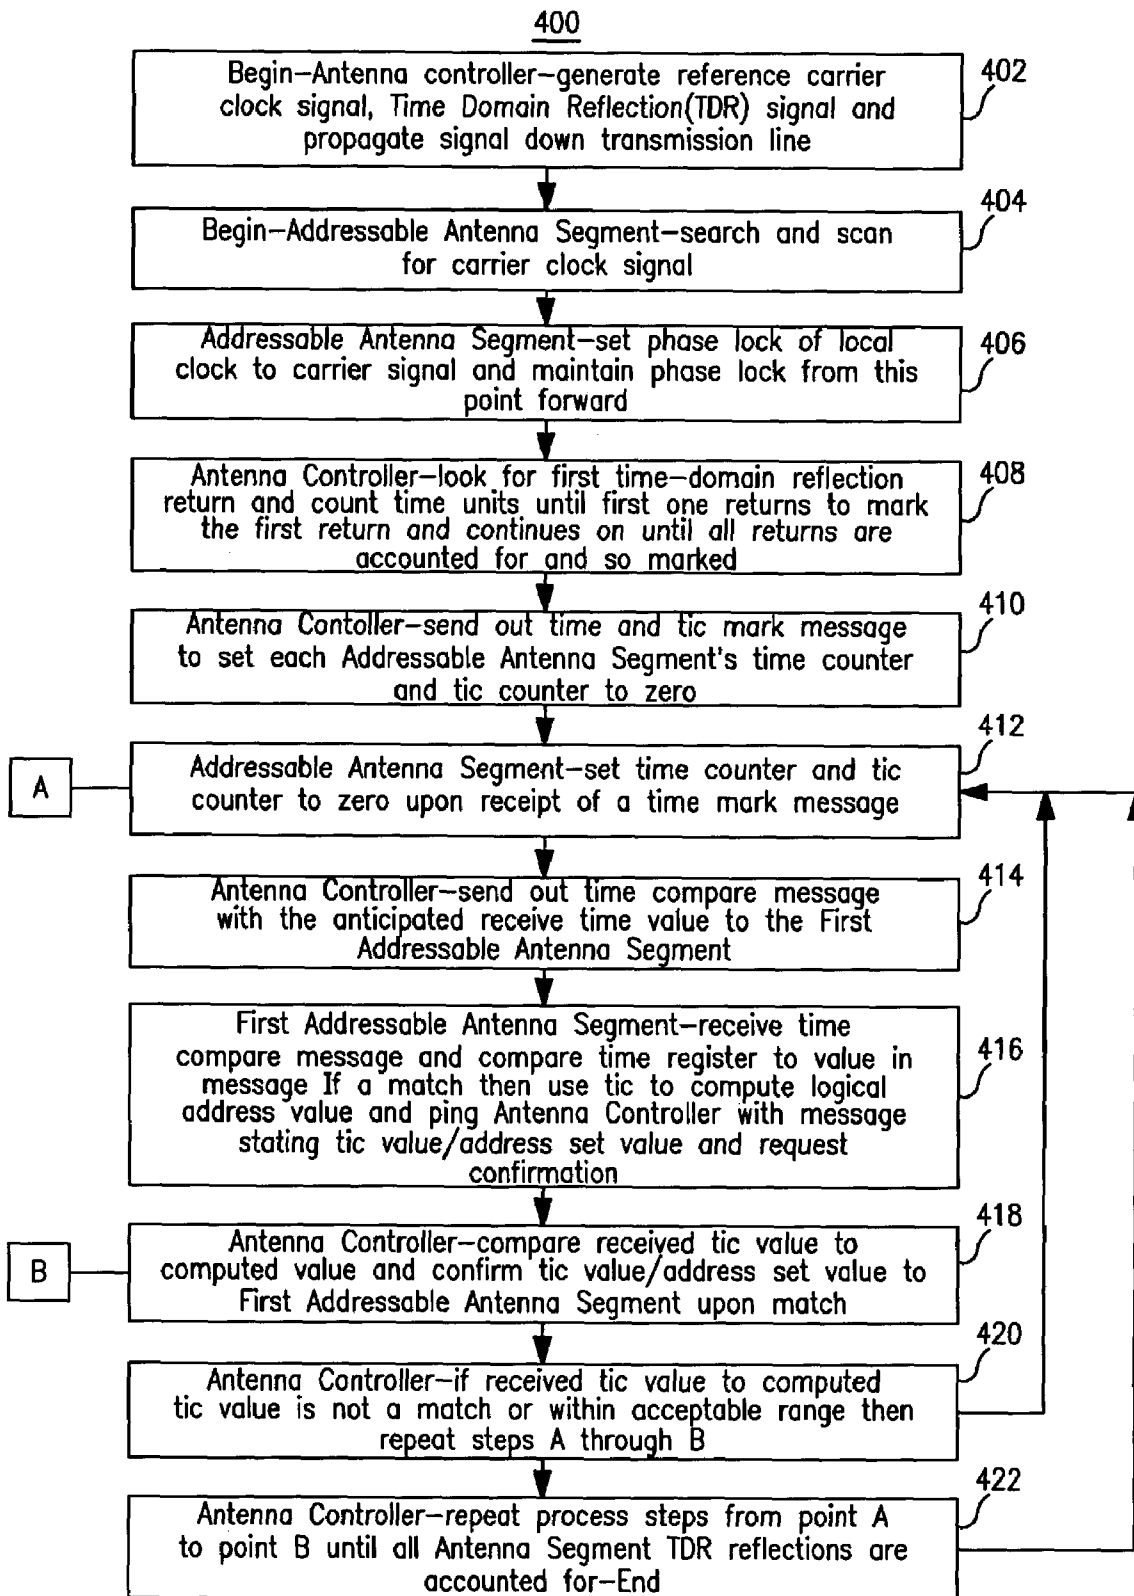 400
Begin-Antenna controller-generate reference carrier
clock signal, Time Domain Reflection(TDR) signal and
propagate signal down transmission line
402
Begin-Addressable Antenna Segment-search and scan
for carrier clock signal
404
Addressable Antenna Segment-set phase lock of local
clock to carrier signal and maintain phase lock from this
point forward
406
Antenna Controller-look for first time-domain reflection
return and count time units until first one returns to mark
the first return and continues on until all returns are
accounted for and so marked
408
Antenna Contoller-send out time and tic mark message
to set each Addressable Antenna Segment's time counter
and tic counter to zero
410
A
Addressable Antenna Segment-set time counter and tic
counter to zero upon receipt of a time mark message
412
Antenna Controller-send out time compare message
with the anticipated receive time value to the First
Addressable Antenna Segment
414
First Addressable Antenna Segment-receive time
compare message and compare time register to value in
message If a match then use tic to compute logical
address value and ping Antenna Controller with message
stating tic value/address set value and request
confirmation
416
B
Antenna Controller-compare received tic value to
computed value and confirm tic value/address set value to
First Addressable Antenna Segment upon match
418
Antenna Controller-if received tic value to computed
tic value is not a match or within acceptable range then
repeat steps A through B
420
Antenna Controller-repeat process steps from point A
to point B until all Antenna Segment TDR reflections are
accounted for-End
422